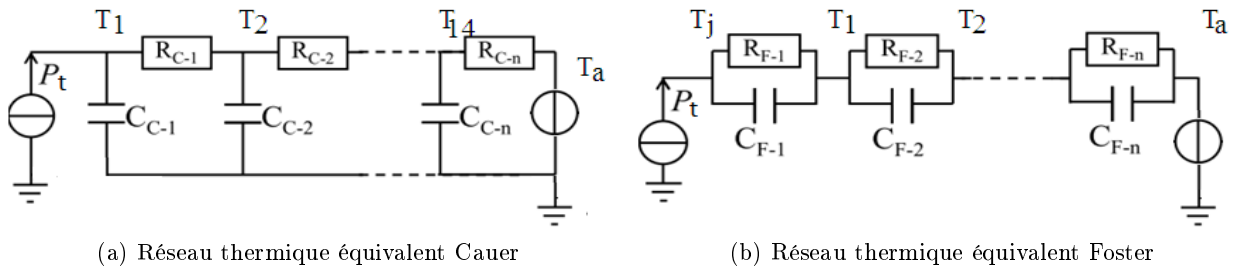 T1 T2 T14
RC-1 RC-2 RC-n
Pt Ta
CC-1 CC-2 CC-n
(a) Réseau thermique équivalent Cauer
Tj T1 T2 Ta
RF-1 RF-2 RF-n
Pt
CF-1 CF-2 CF-n
(b) Réseau thermique équivalent Foster